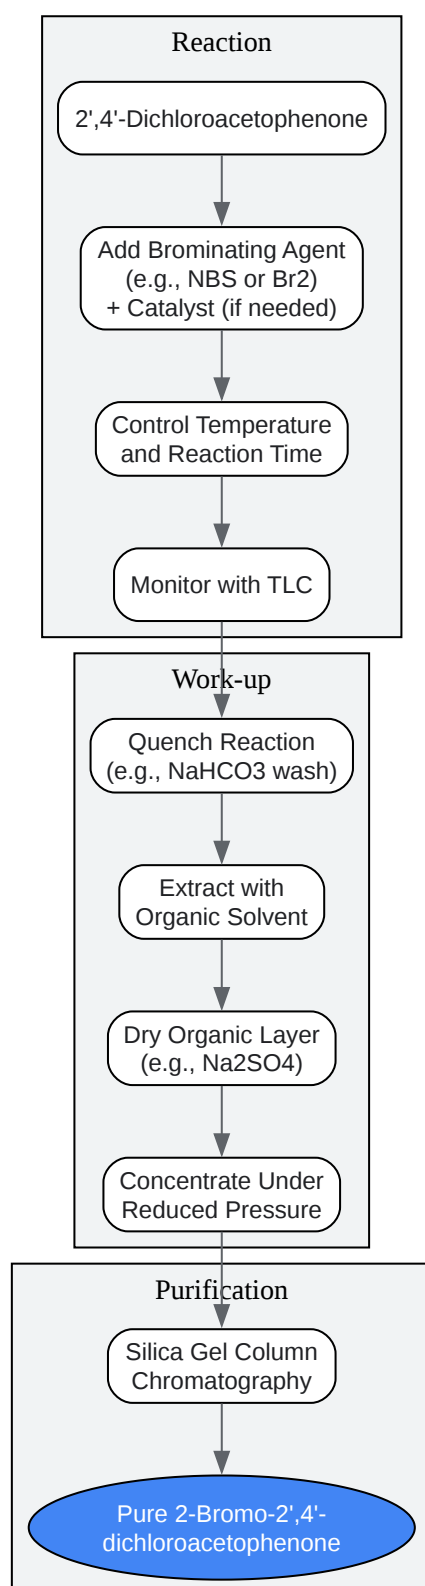 Reaction
2',4'-Dichloroacetophenone
Add Brominating Agent
(e.g., NBS or Br2)
+ Catalyst (if needed)
Control Temperature
and Reaction Time
Monitor with TLC
Work-up
Quench Reaction
(e.g., NaHCO3 wash)
Extract with
Organic Solvent
Dry Organic Layer
(e.g., Na2SO4)
Concentrate Under
Reduced Pressure
Purification
Silica Gel Column
Chromatography
Pure 2-Bromo-2',4'-
dichloroacetophenone